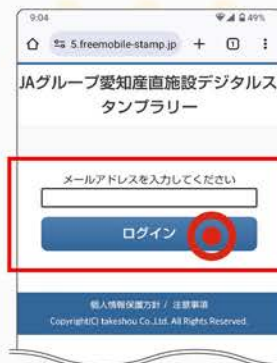 9:04
49%
5.freemobile-stamp.jp
1
JAグループ愛知産直施設デジタルス
タンプラリー
メールアドレスを入力してください
ログイン
個人情報保護方針 / 注意事項
Copyright(C) takeshou Co.,Ltd. All Rights Reserved.